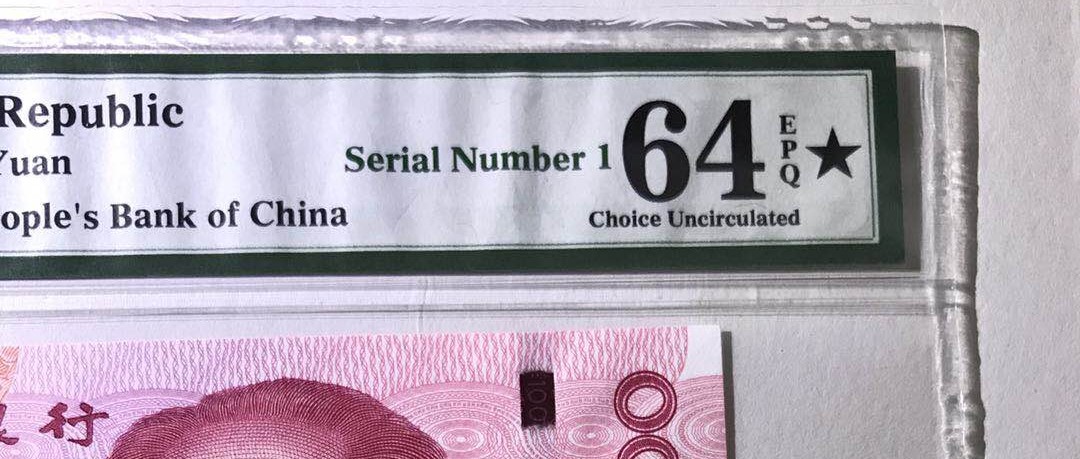 Republic
Yuan
Serial Number 1
64
EPQ
★
ople's Bank of China
Choice Uncirculated
行
100